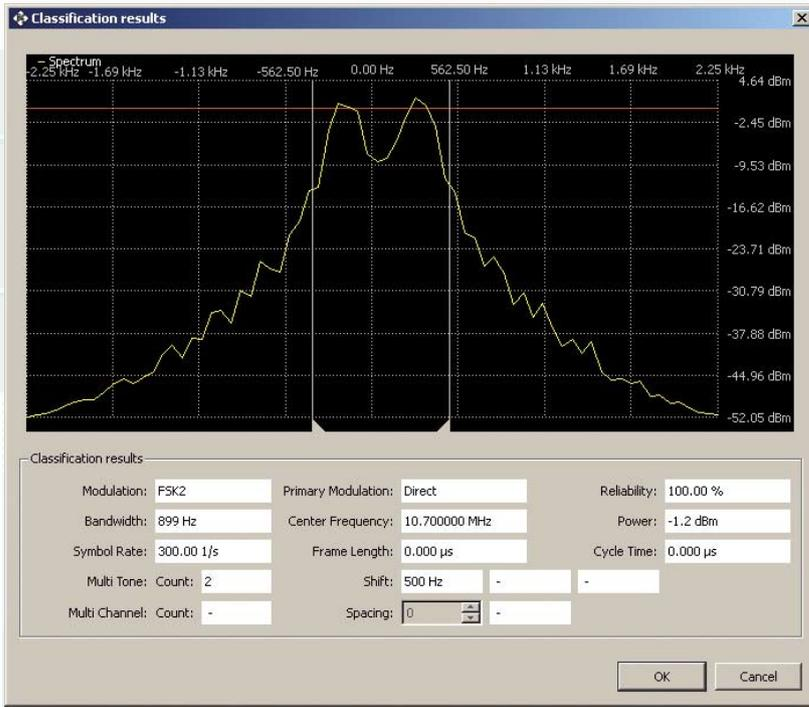 Classification results
Spectrum
-2.25 kHz -1.69 kHz -1.13 kHz -562.50 Hz 0.00 Hz 562.50 Hz 1.13 kHz 1.69 kHz 2.25 kHz
4.64 dBm
-2.45 dBm
-9.53 dBm
-16.62 dBm
-23.71 dBm
-30.79 dBm
-37.88 dBm
-44.96 dBm
-52.05 dBm
Classification results
Modulation: FSK2 Primary Modulation: Direct Reliability: 100.00 %
Bandwidth: 899 Hz Center Frequency: 10.700000 MHz Power: -1.2 dBm
Symbol Rate: 300.00 1/s Frame Length: 0.000 µs Cycle Time: 0.000 µs
Multi Tone: Count: 2 Shift: 500 Hz - -
Multi Channel: Count: - Spacing: 0 -
OK Cancel